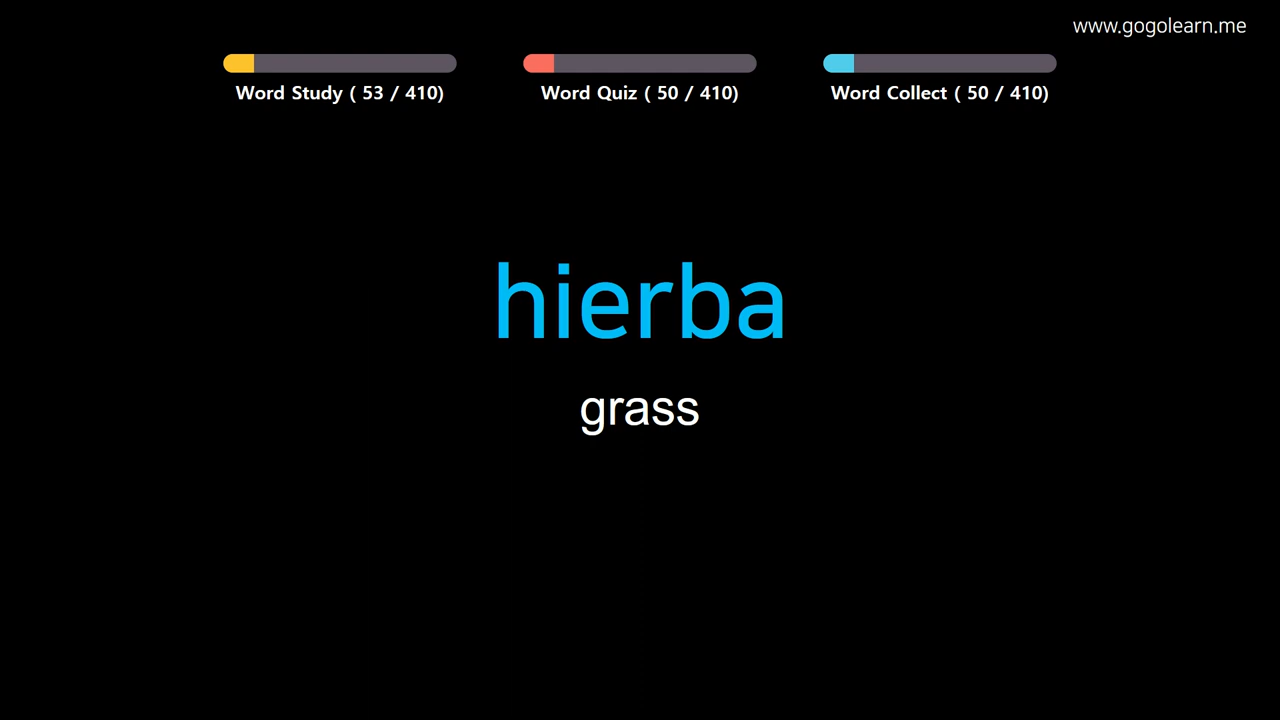 www.gogolearn.me
Word Study ( 53 / 410)
Word Quiz ( 50 / 410)
Word Collect ( 50 / 410)
hierba
grass